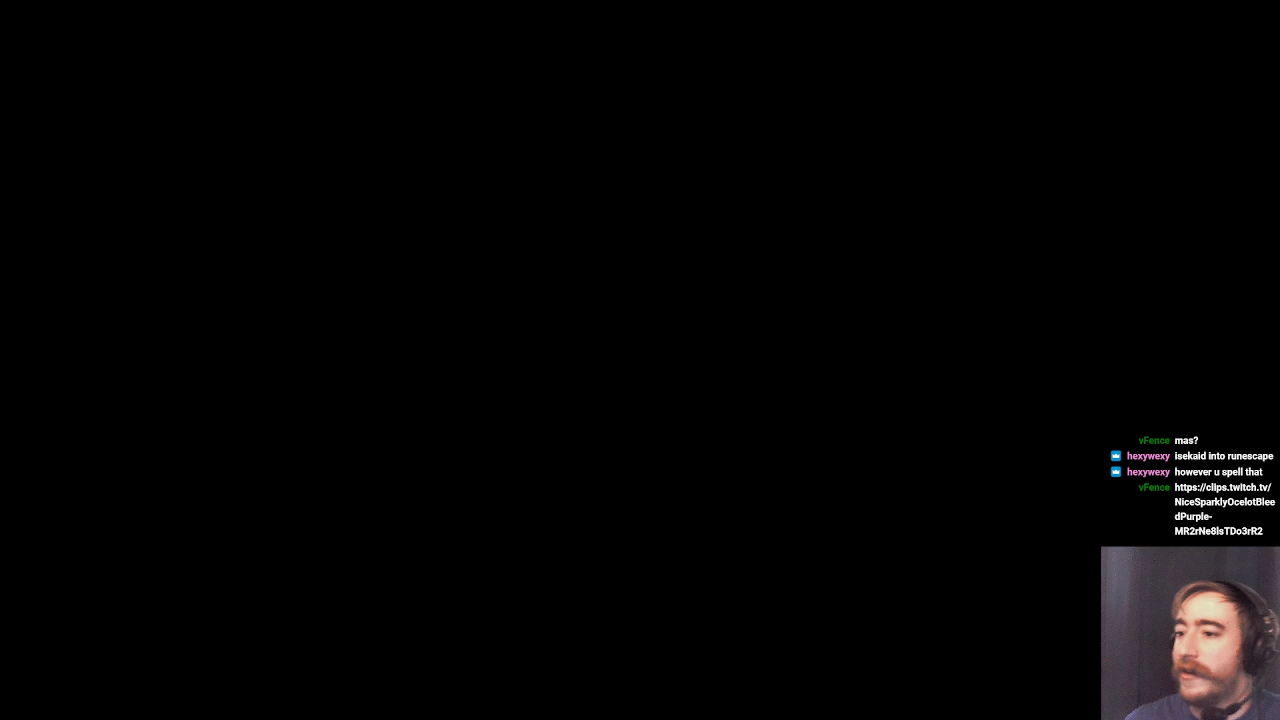 vFence mas?
hexywexy isekaid into runescape
hexywexy however u spell that
vFence https://clips.twitch.tv/
NiceSparklyOcelotBlee
dPurple-
MR2rNe8lsTDo3rR2